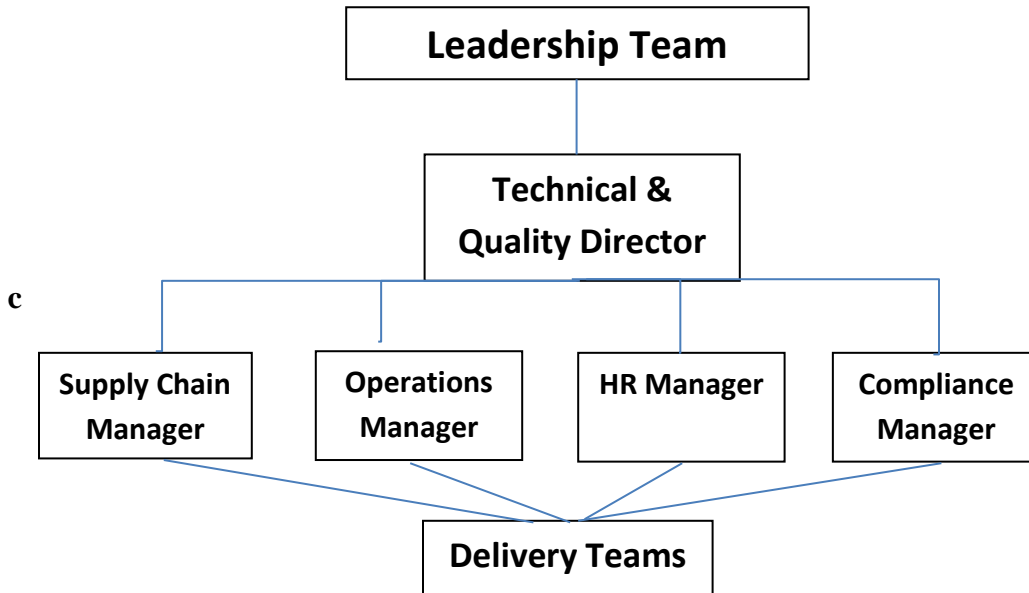 Leadership Team
Technical &
Quality Director
c
Supply Chain
Manager
Operations
Manager
HR Manager
Compliance
Manager
Delivery Teams